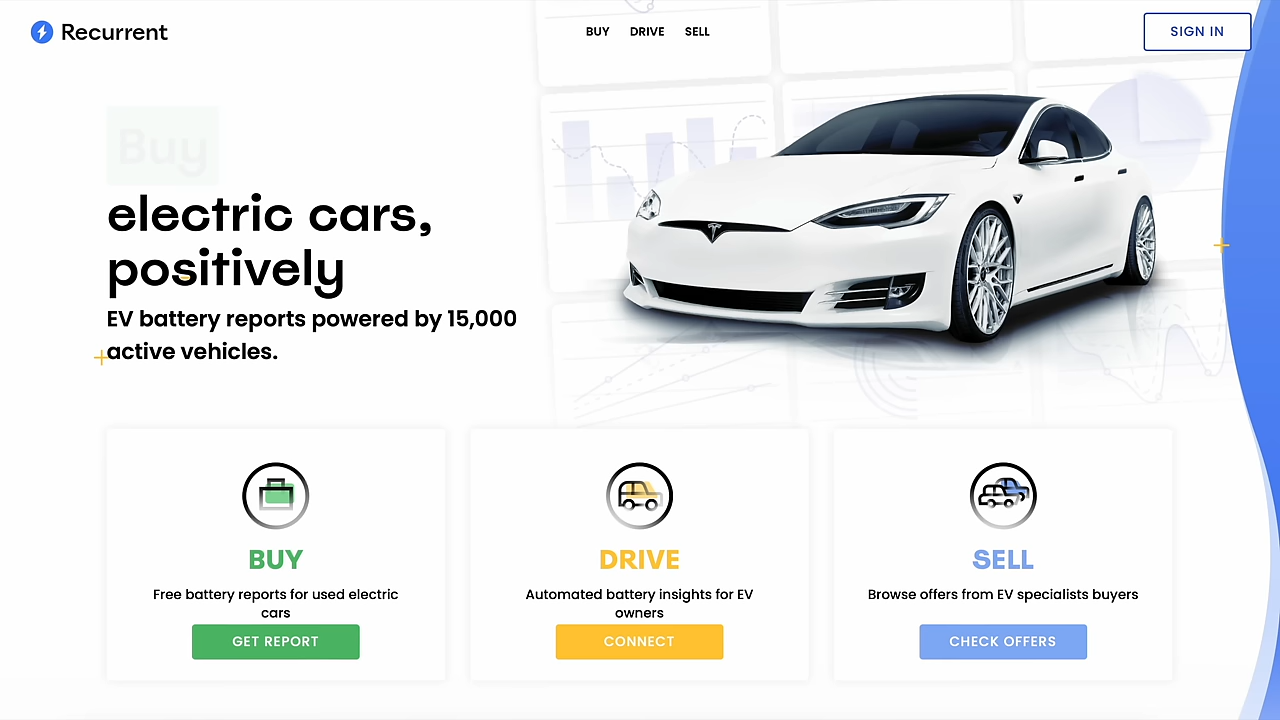 Recurrent
BUY DRIVE SELL
SIGN IN
Buy
electric cars,
positively
EV battery reports powered by 15,000
active vehicles.
BUY
Free battery reports for used electric
cars
GET REPORT
DRIVE
Automated battery insights for EV
owners
CONNECT
SELL
Browse offers from EV specialists buyers
CHECK OFFERS